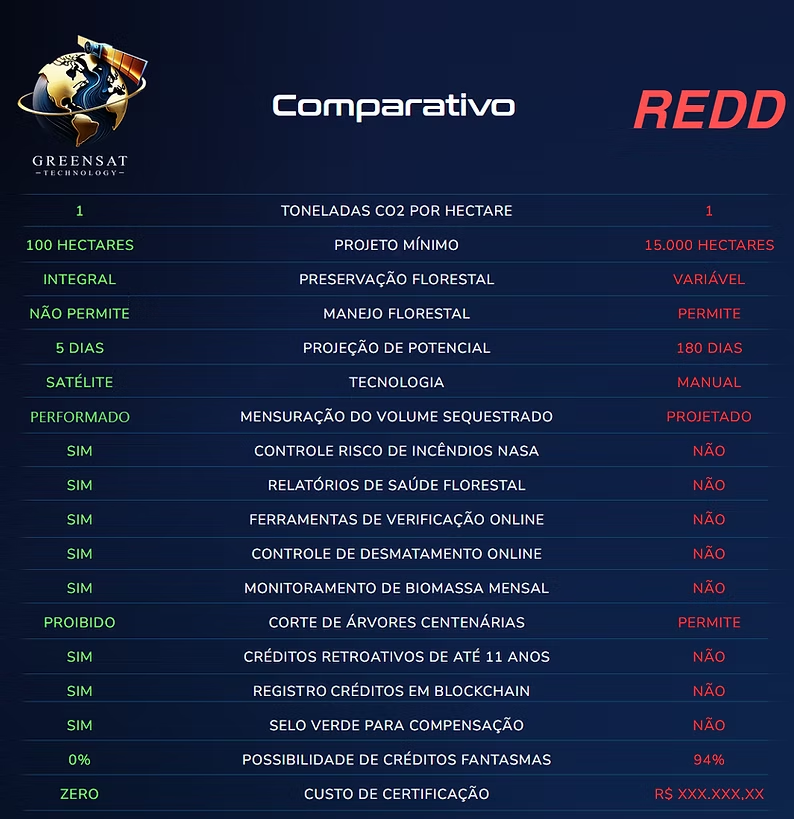 Comparativo
REDD
GREENSAT
-TECHNOLOGY-
1 TONELADAS CO2 POR HECTARE 1
100 HECTARES PROJETO MÍNIMO 15.000 HECTARES
INTEGRAL PRESERVAÇÃO FLORESTAL VARIÁVEL
NÃO PERMITE MANEJO FLORESTAL PERMITE
5 DIAS PROJEÇÃO DE POTENCIAL 180 DIAS
SATÉLITE TECNOLOGIA MANUAL
PERFORMADO MENSURAÇÃO DO VOLUME SEQUESTRADO PROJETADO
SIM CONTROLE RISCO DE INCÊNDIOS NASA NÃO
SIM RELATÓRIOS DE SAÚDE FLORESTAL NÃO
SIM FERRAMENTAS DE VERIFICAÇÃO ONLINE NÃO
SIM CONTROLE DE DESMATAMENTO ONLINE NÃO
SIM MONITORAMENTO DE BIOMASSA MENSAL NÃO
PROIBIDO CORTE DE ÁRVORES CENTENÁRIAS PERMITE
SIM CRÉDITOS RETROATIVOS DE ATÉ 11 ANOS NÃO
SIM REGISTRO CRÉDITOS EM BLOCKCHAIN NÃO
SIM SELO VERDE PARA COMPENSAÇÃO NÃO
0% POSSIBILIDADE DE CRÉDITOS FANTASMAS 94%
ZERO CUSTO DE CERTIFICAÇÃO R$ XXX.XXX,XX